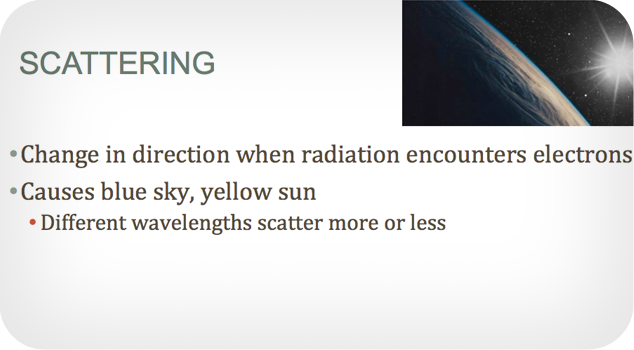 SCATTERING
•Change in direction when radiation encounters electrons
•Causes blue sky, yellow sun
•Different wavelengths scatter more or less